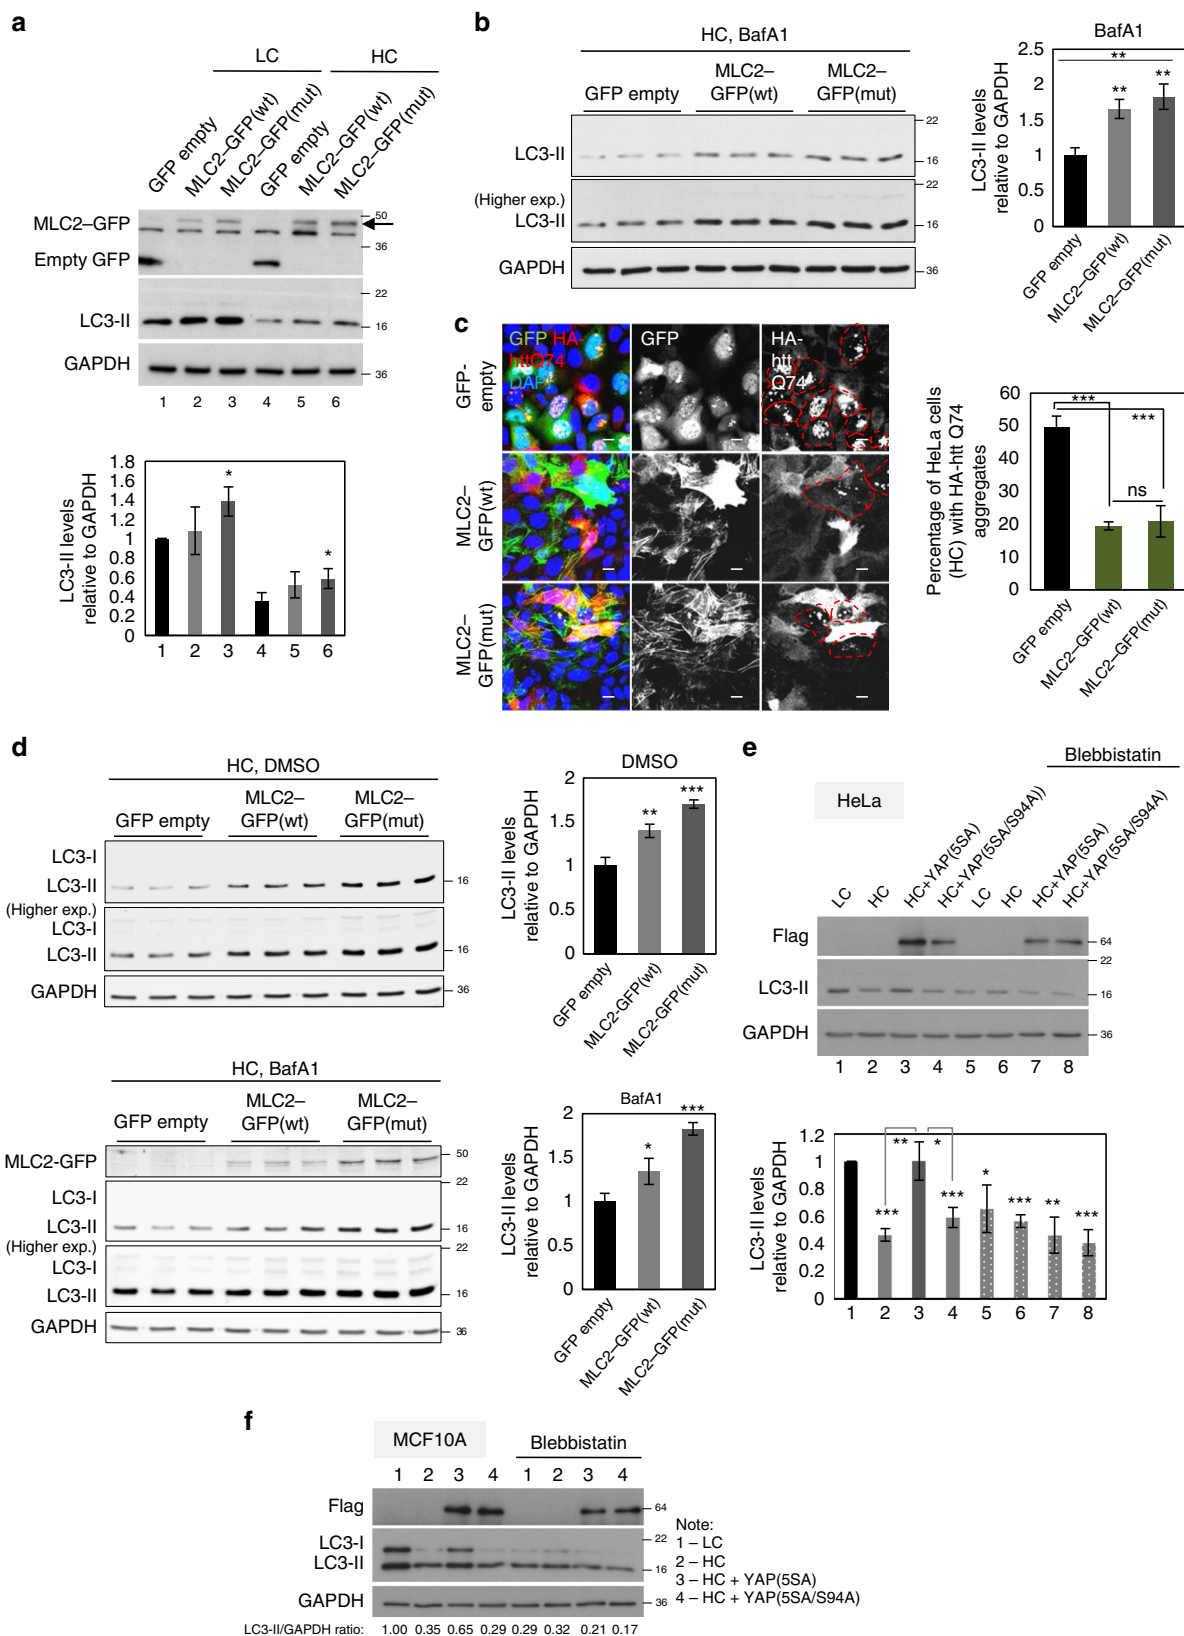 a
LC
HC
GFP empty
MLC2–GFP(wt)
MLC2–GFP(mut)
GFP empty
MLC2–GFP(wt)
MLC2–GFP(mut)
MLC2–GFP
Empty GFP
50
36
22
LC3-II
16
GAPDH
36
1 2 3 4 5 6
LC3-II levels
relative to GAPDH
1.8
1.6
1.4
1.2
1
0.8
0.6
0.4
0.2
0
*
*
1 2 3 4 5 6
b
HC, BafA1
GFP empty
MLC2–
GFP(wt)
MLC2–
GFP(mut)
22
LC3-II
16
(Higher exp.)
22
LC3-II
16
GAPDH
36
BafA1
LC3-II levels
relative to GAPDH
2.5
2
1.5
1
0.5
0
**
**
**
GFP empty
MLC2–GFP(wt)
MLC2–GFP(mut)
c
GFP HA-
httQ74
DAPI
GFP
HA-
htt
Q74
GFP-
empty
MLC2–
GFP(wt)
MLC2–
GFP(mut)
Percentage of HeLa cells
(HC) with HA-htt Q74
aggregates
60
50
40
30
20
10
0
***
***
ns
GFP empty
MLC2–GFP(wt)
MLC2–GFP(mut)
d
HC, DMSO
GFP empty
MLC2–
GFP(wt)
MLC2–
GFP(mut)
LC3-I
LC3-II
16
(Higher exp.)
LC3-I
LC3-II
16
GAPDH
36
DMSO
LC3-II levels
relative to GAPDH
2
1.5
1
0.5
0
**
***
GFP empty
MLC2-GFP(wt)
MLC2-GFP(mut)
HC, BafA1
GFP empty
MLC2–
GFP(wt)
MLC2–
GFP(mut)
MLC2-GFP
50
22
LC3-I
LC3-II
16
(Higher exp.)
22
LC3-I
LC3-II
16
GAPDH
36
BafA1
LC3-II levels
relative to GAPDH
2
1.5
1
0.5
0
*
***
GFP empty
MLC2–GFP(wt)
MLC2–GFP(mut)
e
Blebbistatin
HeLa
LC
HC
HC+YAP(5SA)
HC+YAP(5SA/S94A))
LC
HC
HC+YAP(5SA)
HC+YAP(5SA/S94A)
Flag
64
22
LC3-II
16
GAPDH
36
1 2 3 4 5 6 7 8
LC3-II levels
relative to GAPDH
1.2
1
0.8
0.6
0.4
0.2
0
** *
*** *** * *** ** ***
1 2 3 4 5 6 7 8
f
MCF10A
Blebbistatin
1 2 3 4 1 2 3 4
Flag
64
LC3-I
22
LC3-II
16
GAPDH
36
Note:
1 – LC
2 – HC
3 – HC + YAP(5SA)
4 – HC + YAP(5SA/S94A)
LC3-II/GAPDH ratio: 1.00 0.35 0.65 0.29 0.29 0.32 0.21 0.17